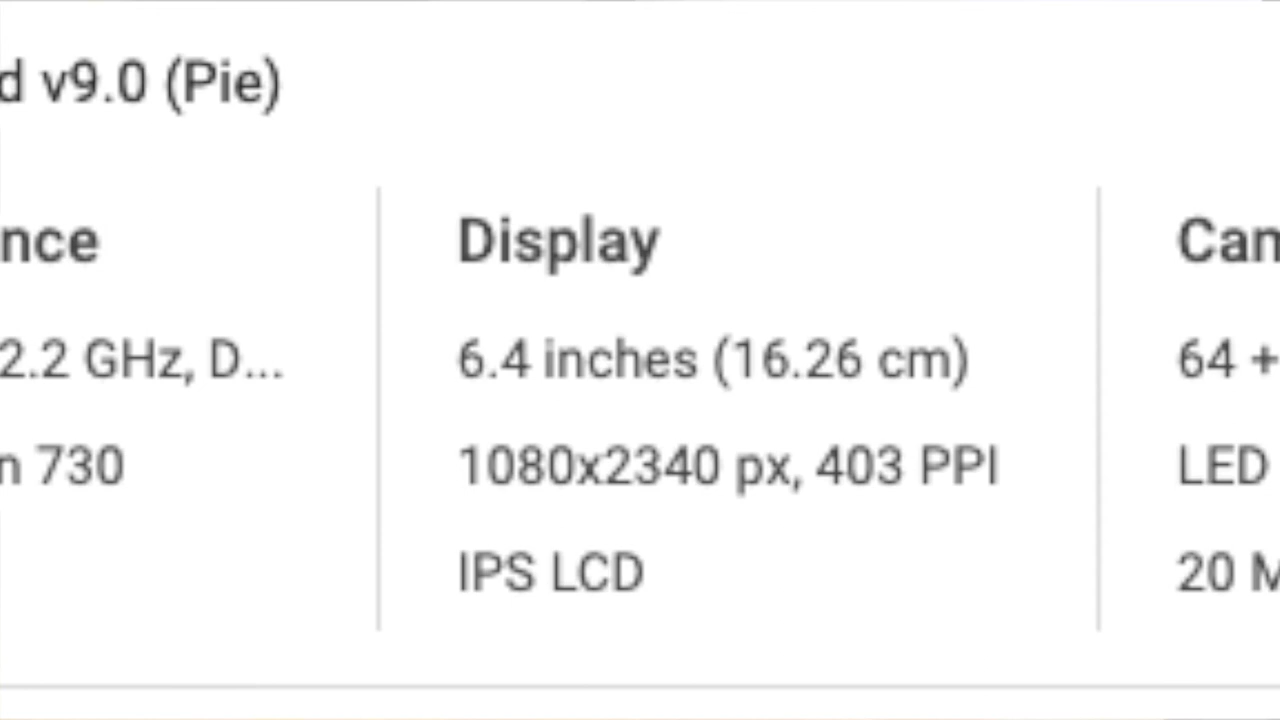 d v9.0 (Pie)
nce
2.2 GHz, D...
n 730
Display
6.4 inches (16.26 cm)
1080x2340 px, 403 PPI
IPS LCD
Cam
64 +
LED
20 M